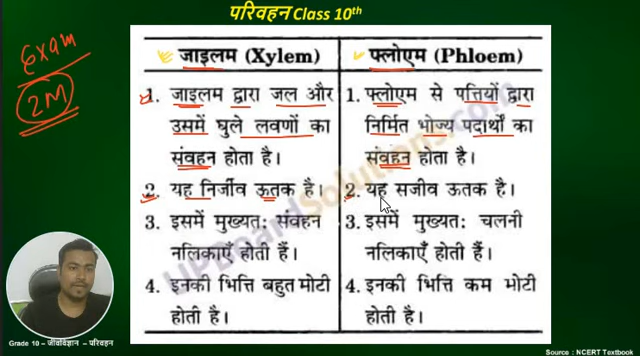 परिवहन Class 10th
Exam
2M
जाइलम (Xylem)
1. जाइलम द्वारा जल और
उसमें घुले लवणों का
संवहन होता है।
2. यह निर्जीव ऊतक है।
3. इसमें मुख्यतः संवहन
नलिकाएँ होती हैं।
4. इनकी भित्ति बहुत मोटी
होती है।
फ्लोएम (Phloem)
1. फ्लोएम से पत्तियों द्वारा
निर्मित भोज्य पदार्थों का
संवहन होता है।
2. यह सजीव ऊतक है।
3. इसमें मुख्यतः चलनी
नलिकाएँ होती हैं।
4. इनकी भित्ति कम मोटी
होती है।
UPBoardSolutions.com
Grade 10 – जीवविज्ञान – परिवहन
Source : NCERT Textbook